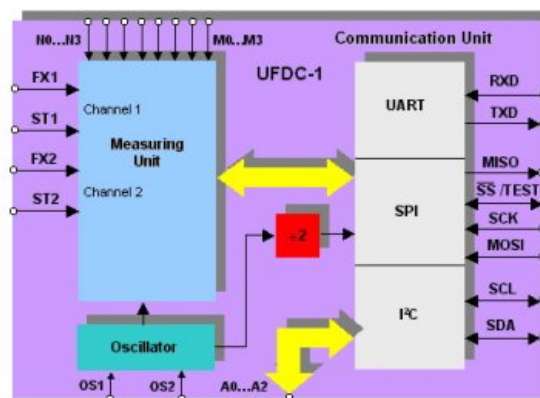 N0...N3
M0...M3
Communication Unit
UFDC-1
FX1
ST1
FX2
ST2
Channel 1
Measuring
Unit
Channel 2
UART
SPI
I²C
RXD
TXD
MISO
S̅S̅ /TEST
SCK
MOSI
SCL
SDA
÷2
Oscillator
OS1
OS2
A0...A2